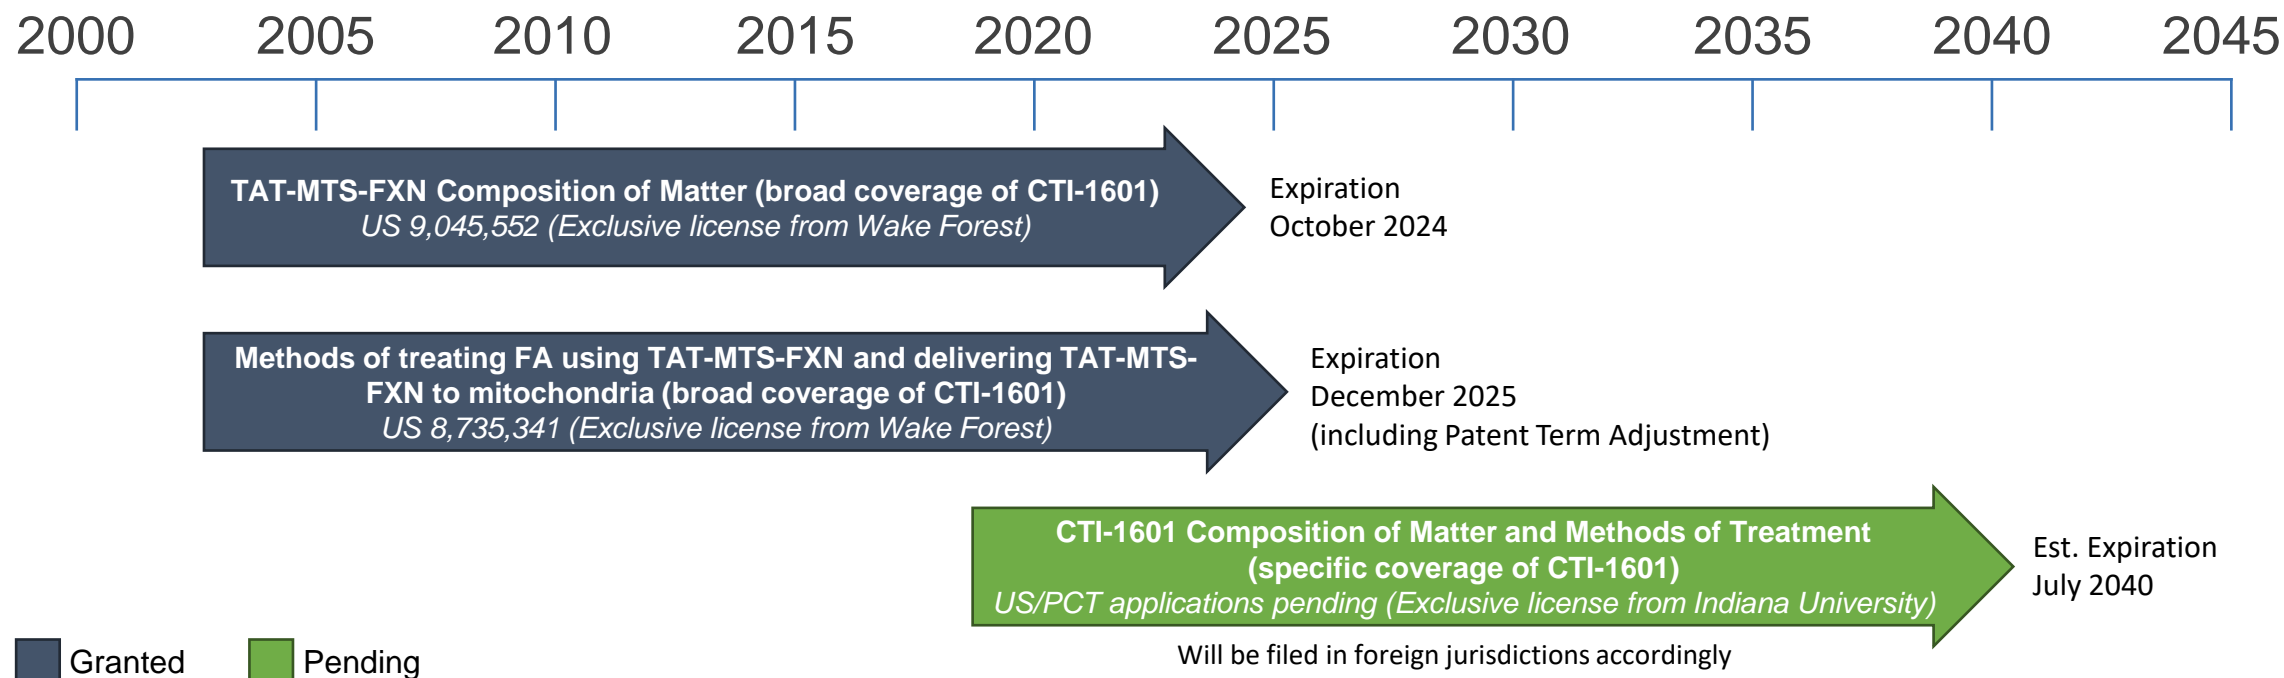 2000 2005 2010 2015 2020 2025 2030 2035 2040 2045
TAT-MTS-FXN Composition of Matter (broad coverage of CTI-1601)
US 9,045,552 (Exclusive license from Wake Forest)
Expiration
October 2024
Methods of treating FA using TAT-MTS-FXN and delivering TAT-MTS-
FXN to mitochondria (broad coverage of CTI-1601)
US 8,735,341 (Exclusive license from Wake Forest)
Expiration
December 2025
(including Patent Term Adjustment)
CTI-1601 Composition of Matter and Methods of Treatment
(specific coverage of CTI-1601)
US/PCT applications pending (Exclusive license from Indiana University)
Est. Expiration
July 2040
Will be filed in foreign jurisdictions accordingly
Granted
Pending